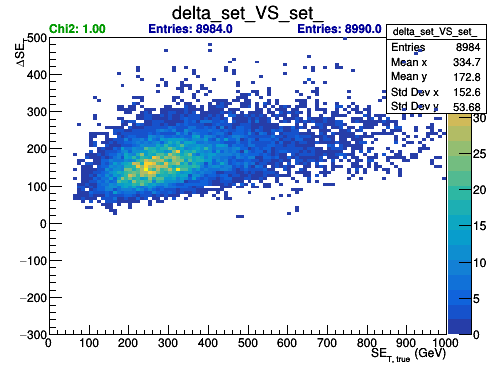 delta_set_VS_set_
Chi2: 1.00 Entries: 8984.0 Entries: 8990.0
delta_set_VS_set_
Entries 8984
Mean x 334.7
Mean y 172.8
Std Dev x 152.6
Std Dev y 53.68
ΔSET
500
400
300
200
100
0
−100
−200
−300
30
25
20
15
10
5
0
0 100 200 300 400 500 600 700 800 900 1000
SET, true (GeV)